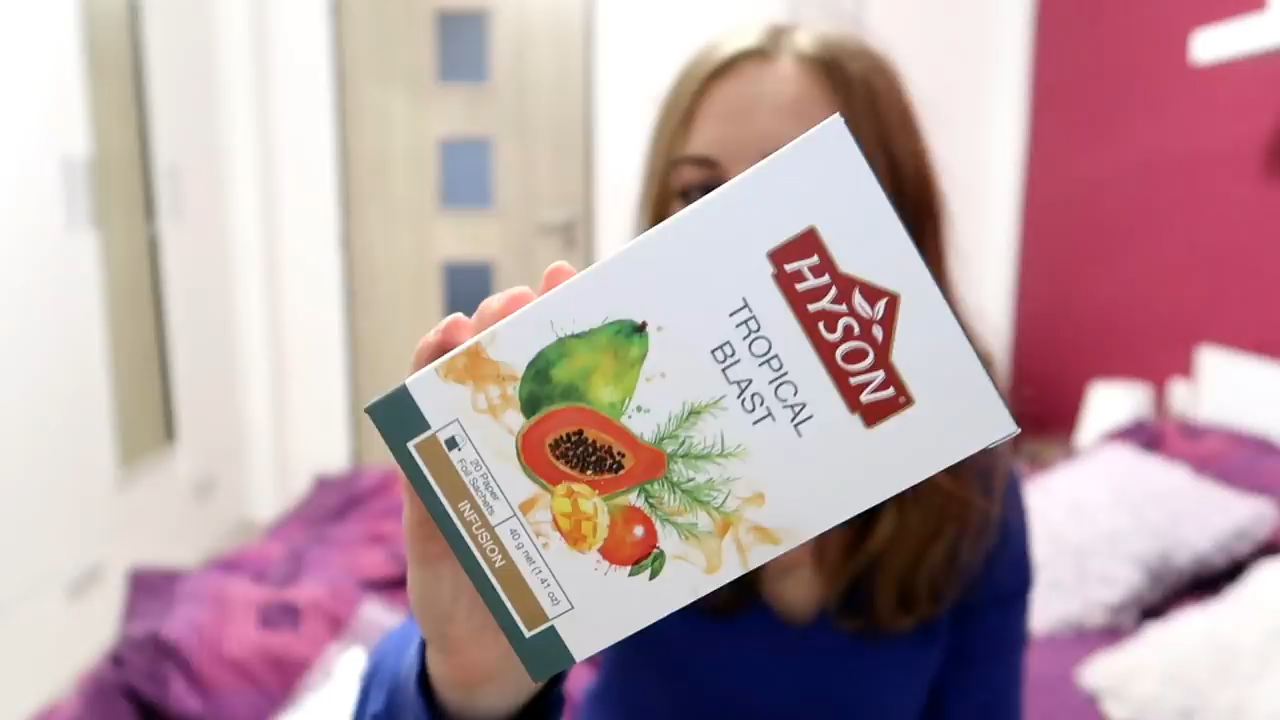 HYSON
TROPICAL
BLAST
20 Paper
Foil Sachets
40 g net (1.41 oz)
INFUSION